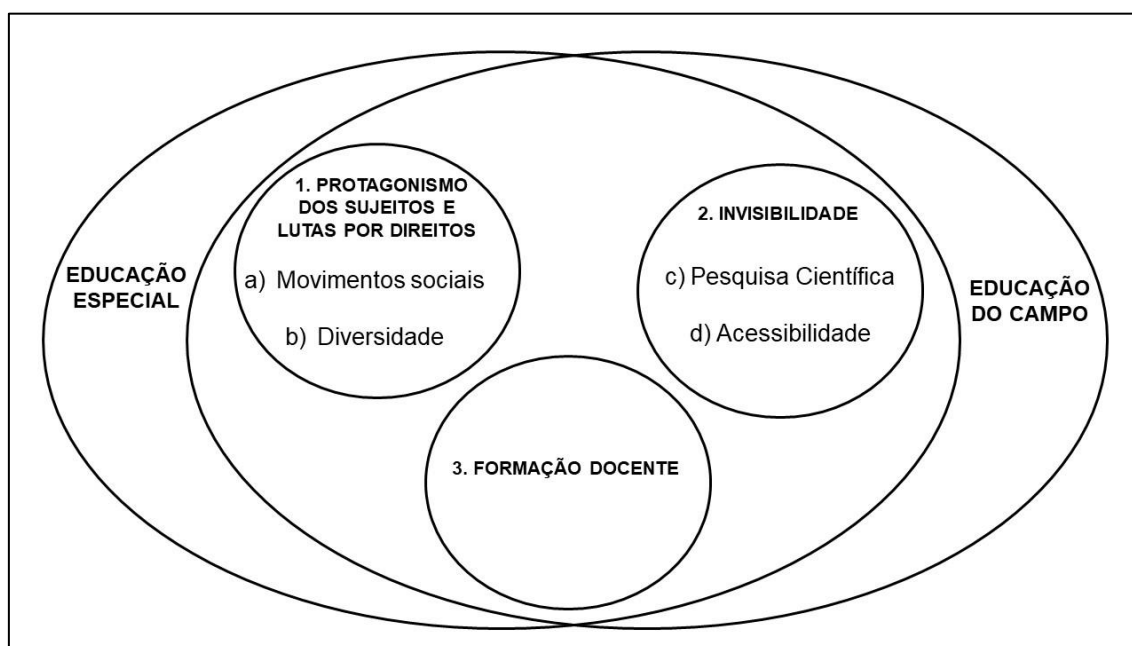 EDUCAÇÃO
ESPECIAL
1. PROTAGONISMO
DOS SUJEITOS E
LUTAS POR DIREITOS
a) Movimentos sociais
b) Diversidade
2. INVISIBILIDADE
c) Pesquisa Científica
d) Acessibilidade
3. FORMAÇÃO DOCENTE
EDUCAÇÃO
DO CAMPO